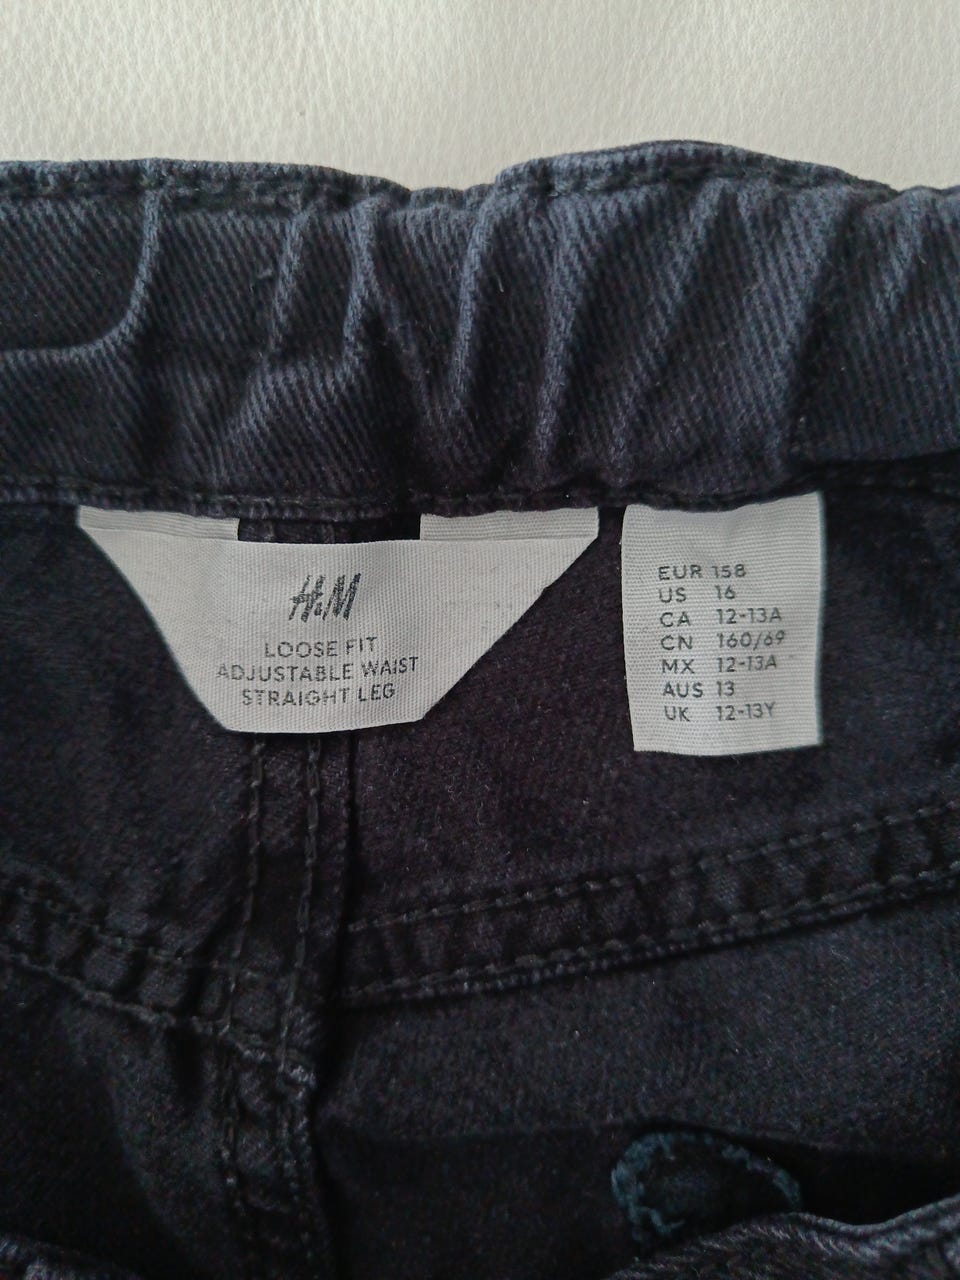 H&M
LOOSE FIT
ADJUSTABLE WAIST
STRAIGHT LEG
EUR 158
US 16
CA 12-13A
CN 160/69
MX 12-13A
AUS 13
UK 12-13Y